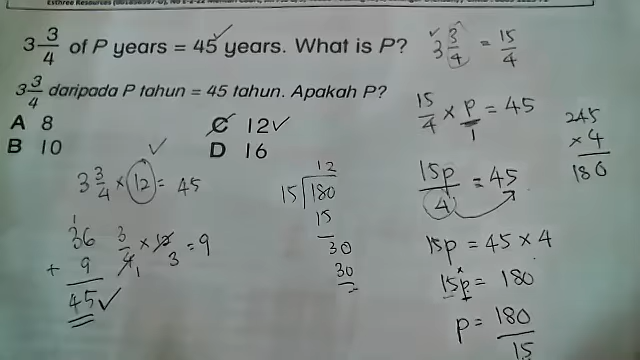 3 3/4 of P years = 45 years. What is P?
3 3/4 = 15/4
3 3/4 daripada P tahun = 45 tahun. Apakah P?
A 8
C 12
B 10
D 16
3 3/4 × 12 = 45
36
+ 9
45
3/4 × 12 = 9
1 3
12
15 180
15
30
30
15/4 × P/1 = 45
245
× 4
180
15p/4 = 45
15p = 45 × 4
15p = 180
p = 180/15